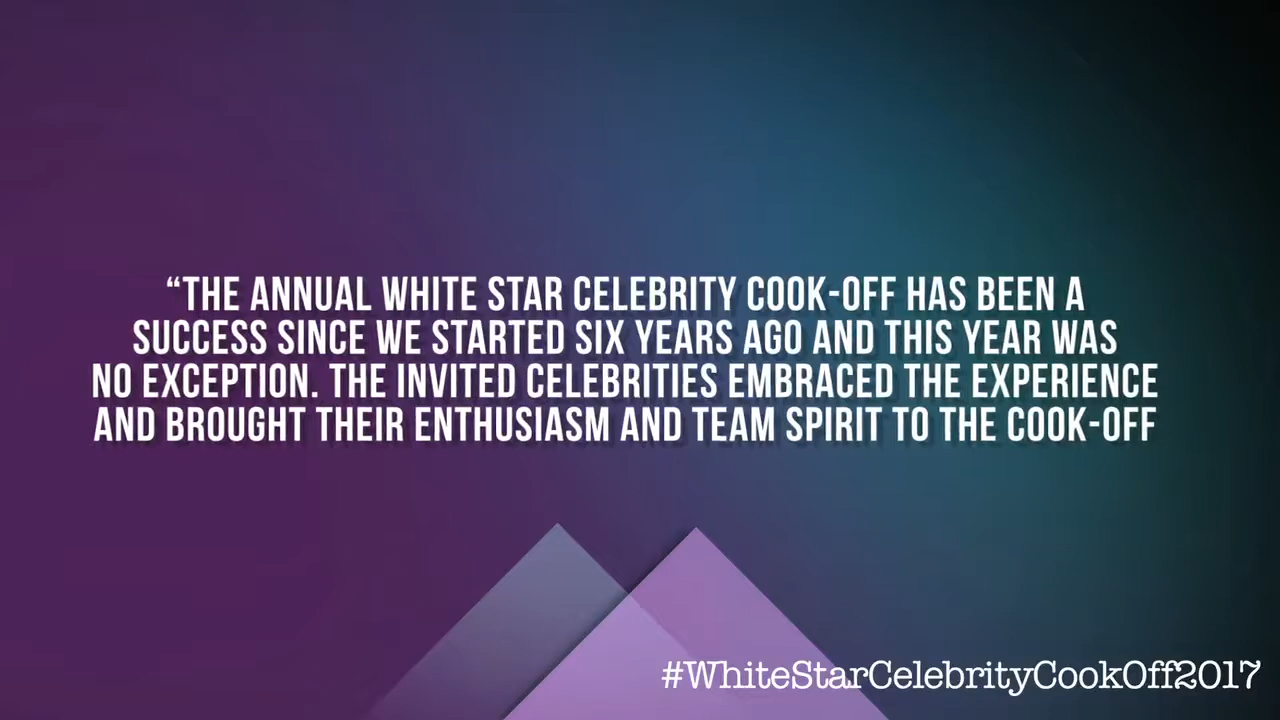 “THE ANNUAL WHITE STAR CELEBRITY COOK-OFF HAS BEEN A
SUCCESS SINCE WE STARTED SIX YEARS AGO AND THIS YEAR WAS
NO EXCEPTION. THE INVITED CELEBRITIES EMBRACED THE EXPERIENCE
AND BROUGHT THEIR ENTHUSIASM AND TEAM SPIRIT TO THE COOK-OFF
#WhiteStarCelebrityCookOff2017